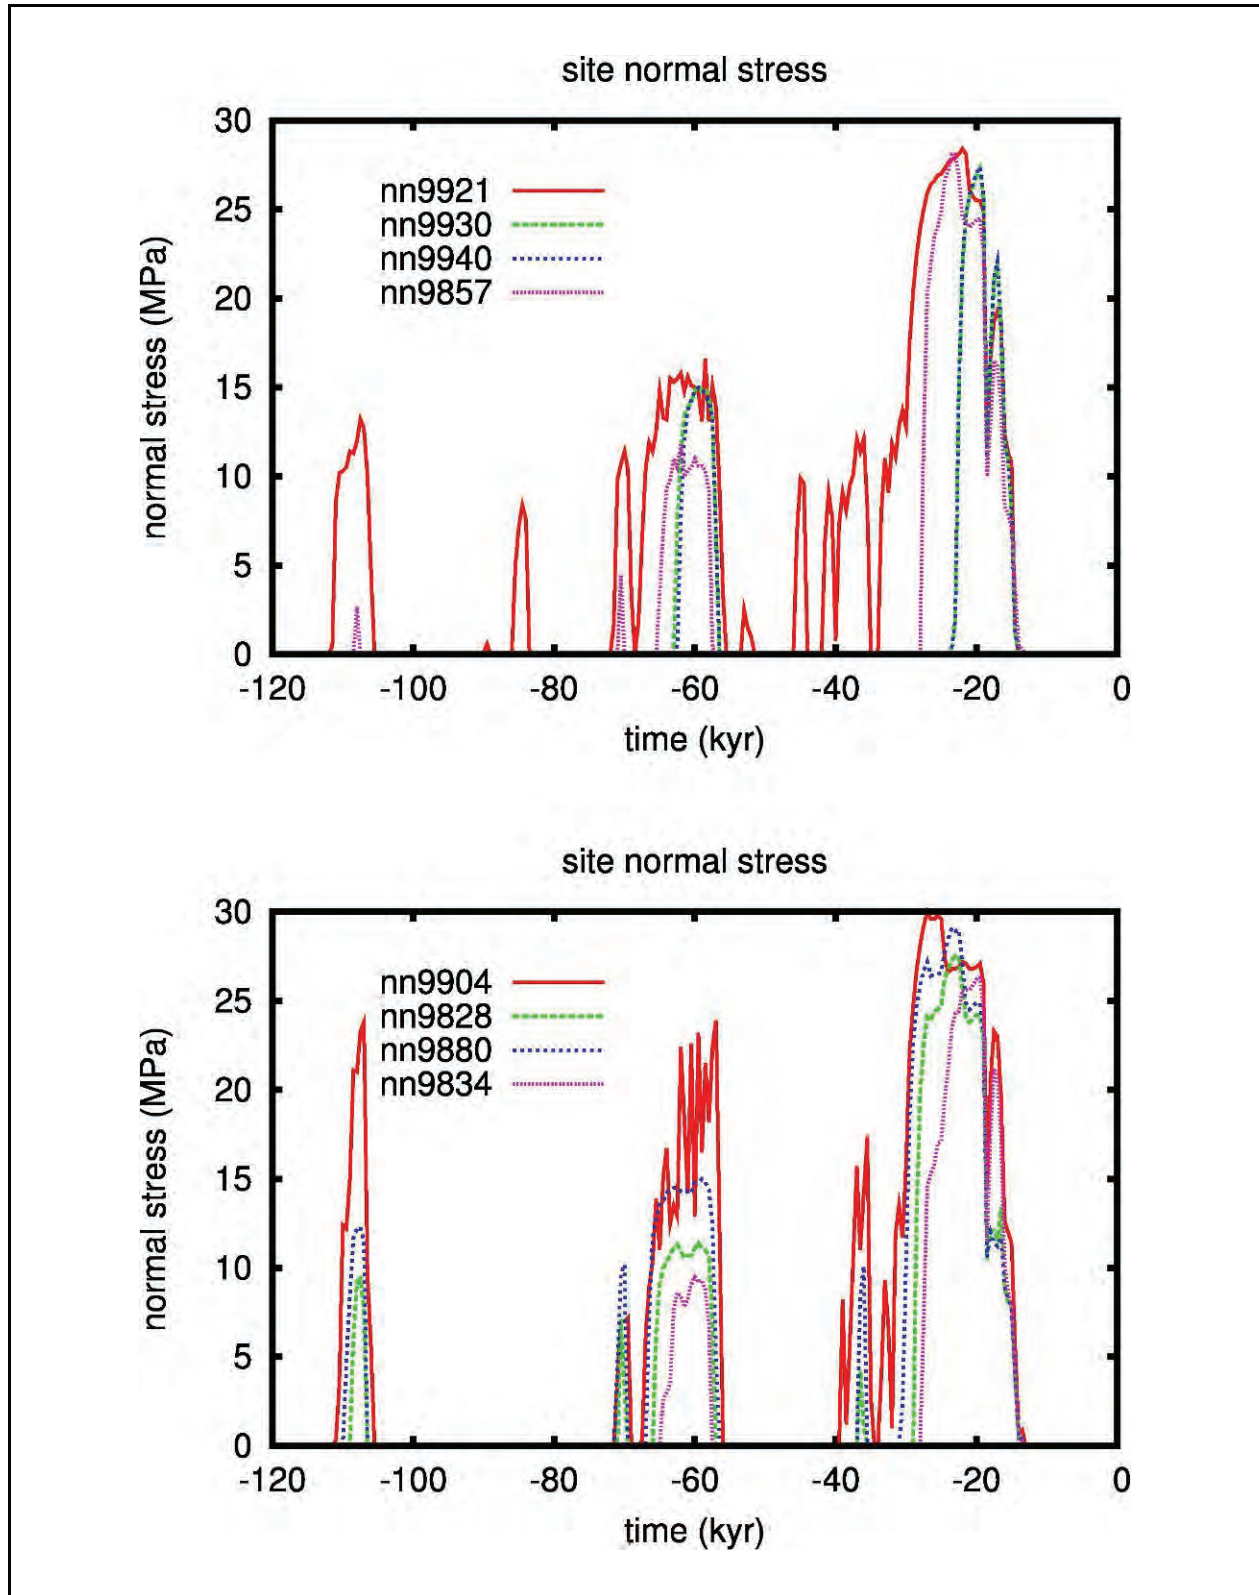 site normal stress
30
25
20
15
10
5
0
normal stress (MPa)
nn9921
nn9930
nn9940
nn9857
-120 -100 -80 -60 -40 -20 0
time (kyr)
site normal stress
30
25
20
15
10
5
0
normal stress (MPa)
nn9904
nn9828
nn9880
nn9834
-120 -100 -80 -60 -40 -20 0
time (kyr)